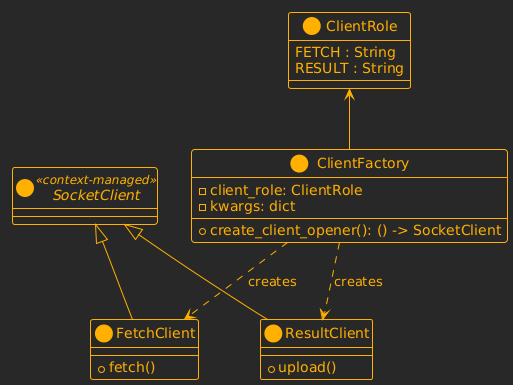 ClientRole
FETCH : String
RESULT : String
«context-managed»
SocketClient
ClientFactory
client_role: ClientRole
kwargs: dict
create_client_opener(): () -> SocketClient
creates
creates
FetchClient
fetch()
ResultClient
upload()